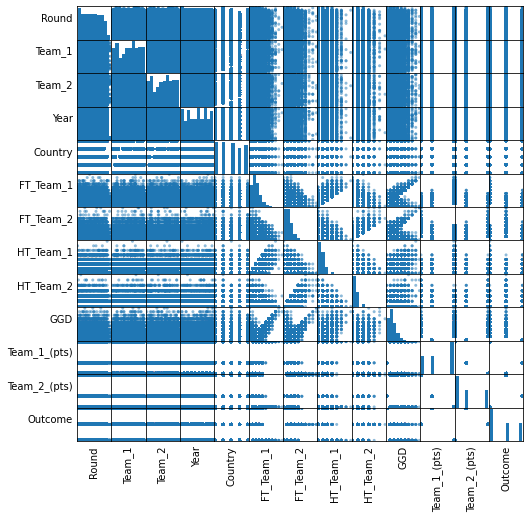 Round
Team_1
Team_2
Year
Country
FT_Team_1
FT_Team_2
HT_Team_1
HT_Team_2
GGD
Team_1_(pts)
Team_2_(pts)
Outcome
Round
Team_1
Team_2
Year
Country
FT_Team_1
FT_Team_2
HT_Team_1
HT_Team_2
GGD
Team_1_(pts)
Team_2_(pts)
Outcome